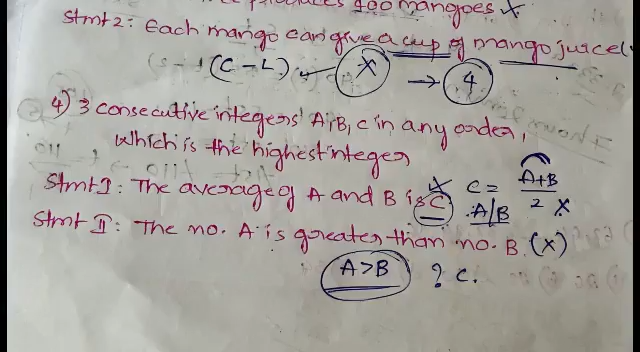 produces 400 mangoes X
Stmt 2: Each mango can give a cup of mango juice
(C-L) X → 4
4) 3 consecutive integers A, B, C in any order,
which is the highest integer
Stmt I: The average of A and B is C X C = A+B / 2 X
A/B
Stmt II: The no. A is greater than no. B. (X)
A>B ? C.